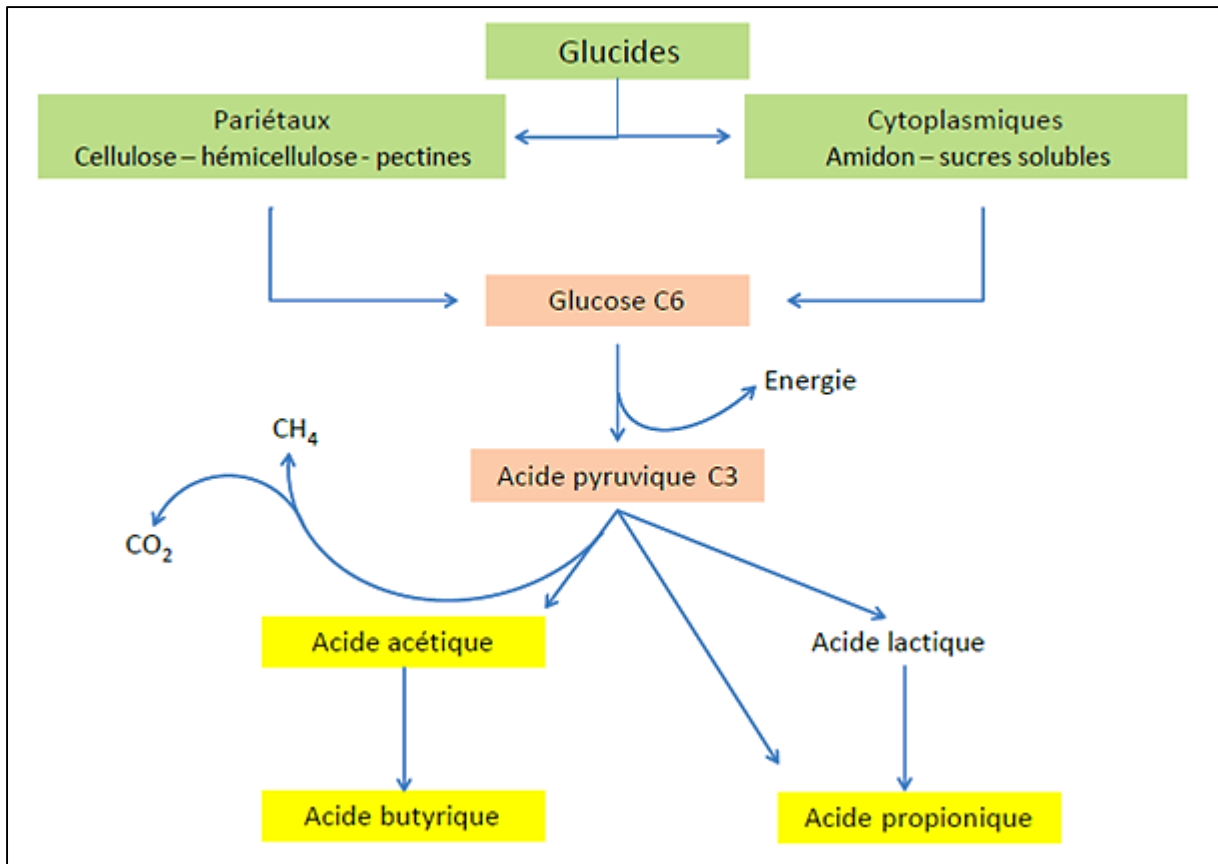 Glucides
Pariétaux
Cellulose – hémicellulose - pectines
Cytoplasmiques
Amidon – sucres solubles
Glucose C6
Energie
CH₄
Acide pyruvique C3
CO₂
Acide acétique
Acide lactique
Acide butyrique
Acide propionique